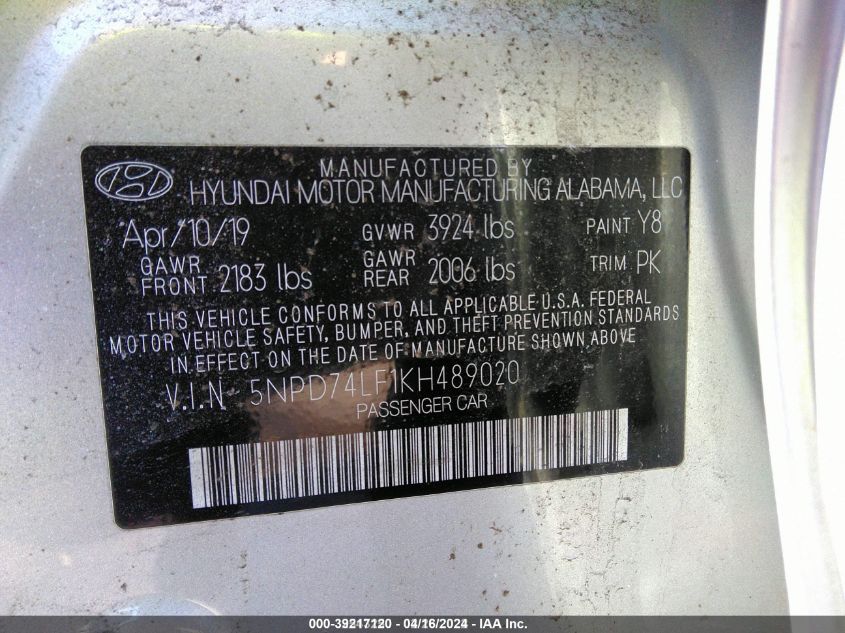 MANUFACTURED BY
HYUNDAI MOTOR MANUFACTURING ALABAMA, LLC
Apr/10/19 GVWR 3924 lbs PAINT Y8
GAWR FRONT 2183 lbs GAWR REAR 2006 lbs TRIM PK
THIS VEHICLE CONFORMS TO ALL APPLICABLE U.S.A. FEDERAL
MOTOR VEHICLE SAFETY, BUMPER, AND THEFT PREVENTION STANDARDS
IN EFFECT ON THE DATE OF MANUFACTURE SHOWN ABOVE
V.I.N 5NPD74LF1KH489020
PASSENGER CAR
000-39217120 - 04/16/2024 - IAA Inc.